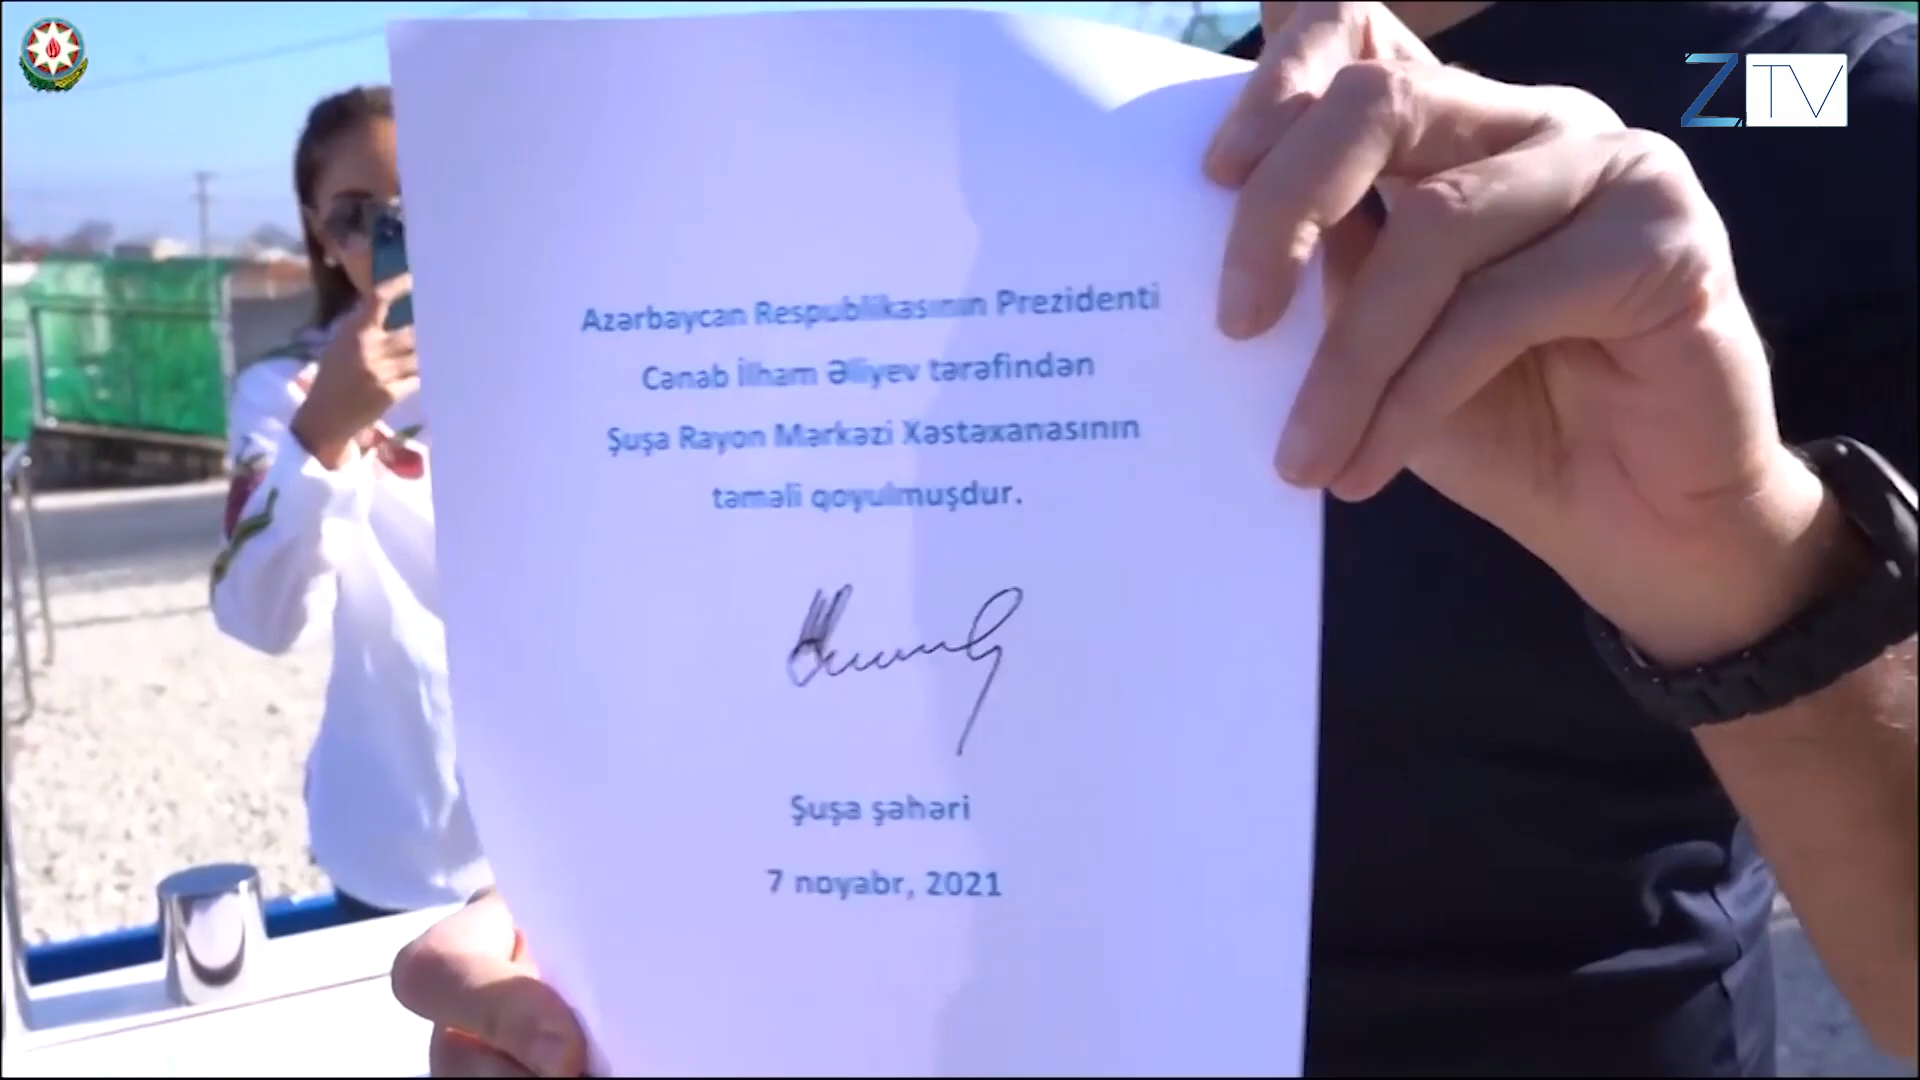 ZTV
Azərbaycan Respublikasının Prezidenti
Cənab İlham Əliyev tərəfindən
Şuşa Rayon Mərkəzi Xəstəxanasının
təməli qoyulmuşdur.
Şuşa şəhəri
7 noyabr, 2021